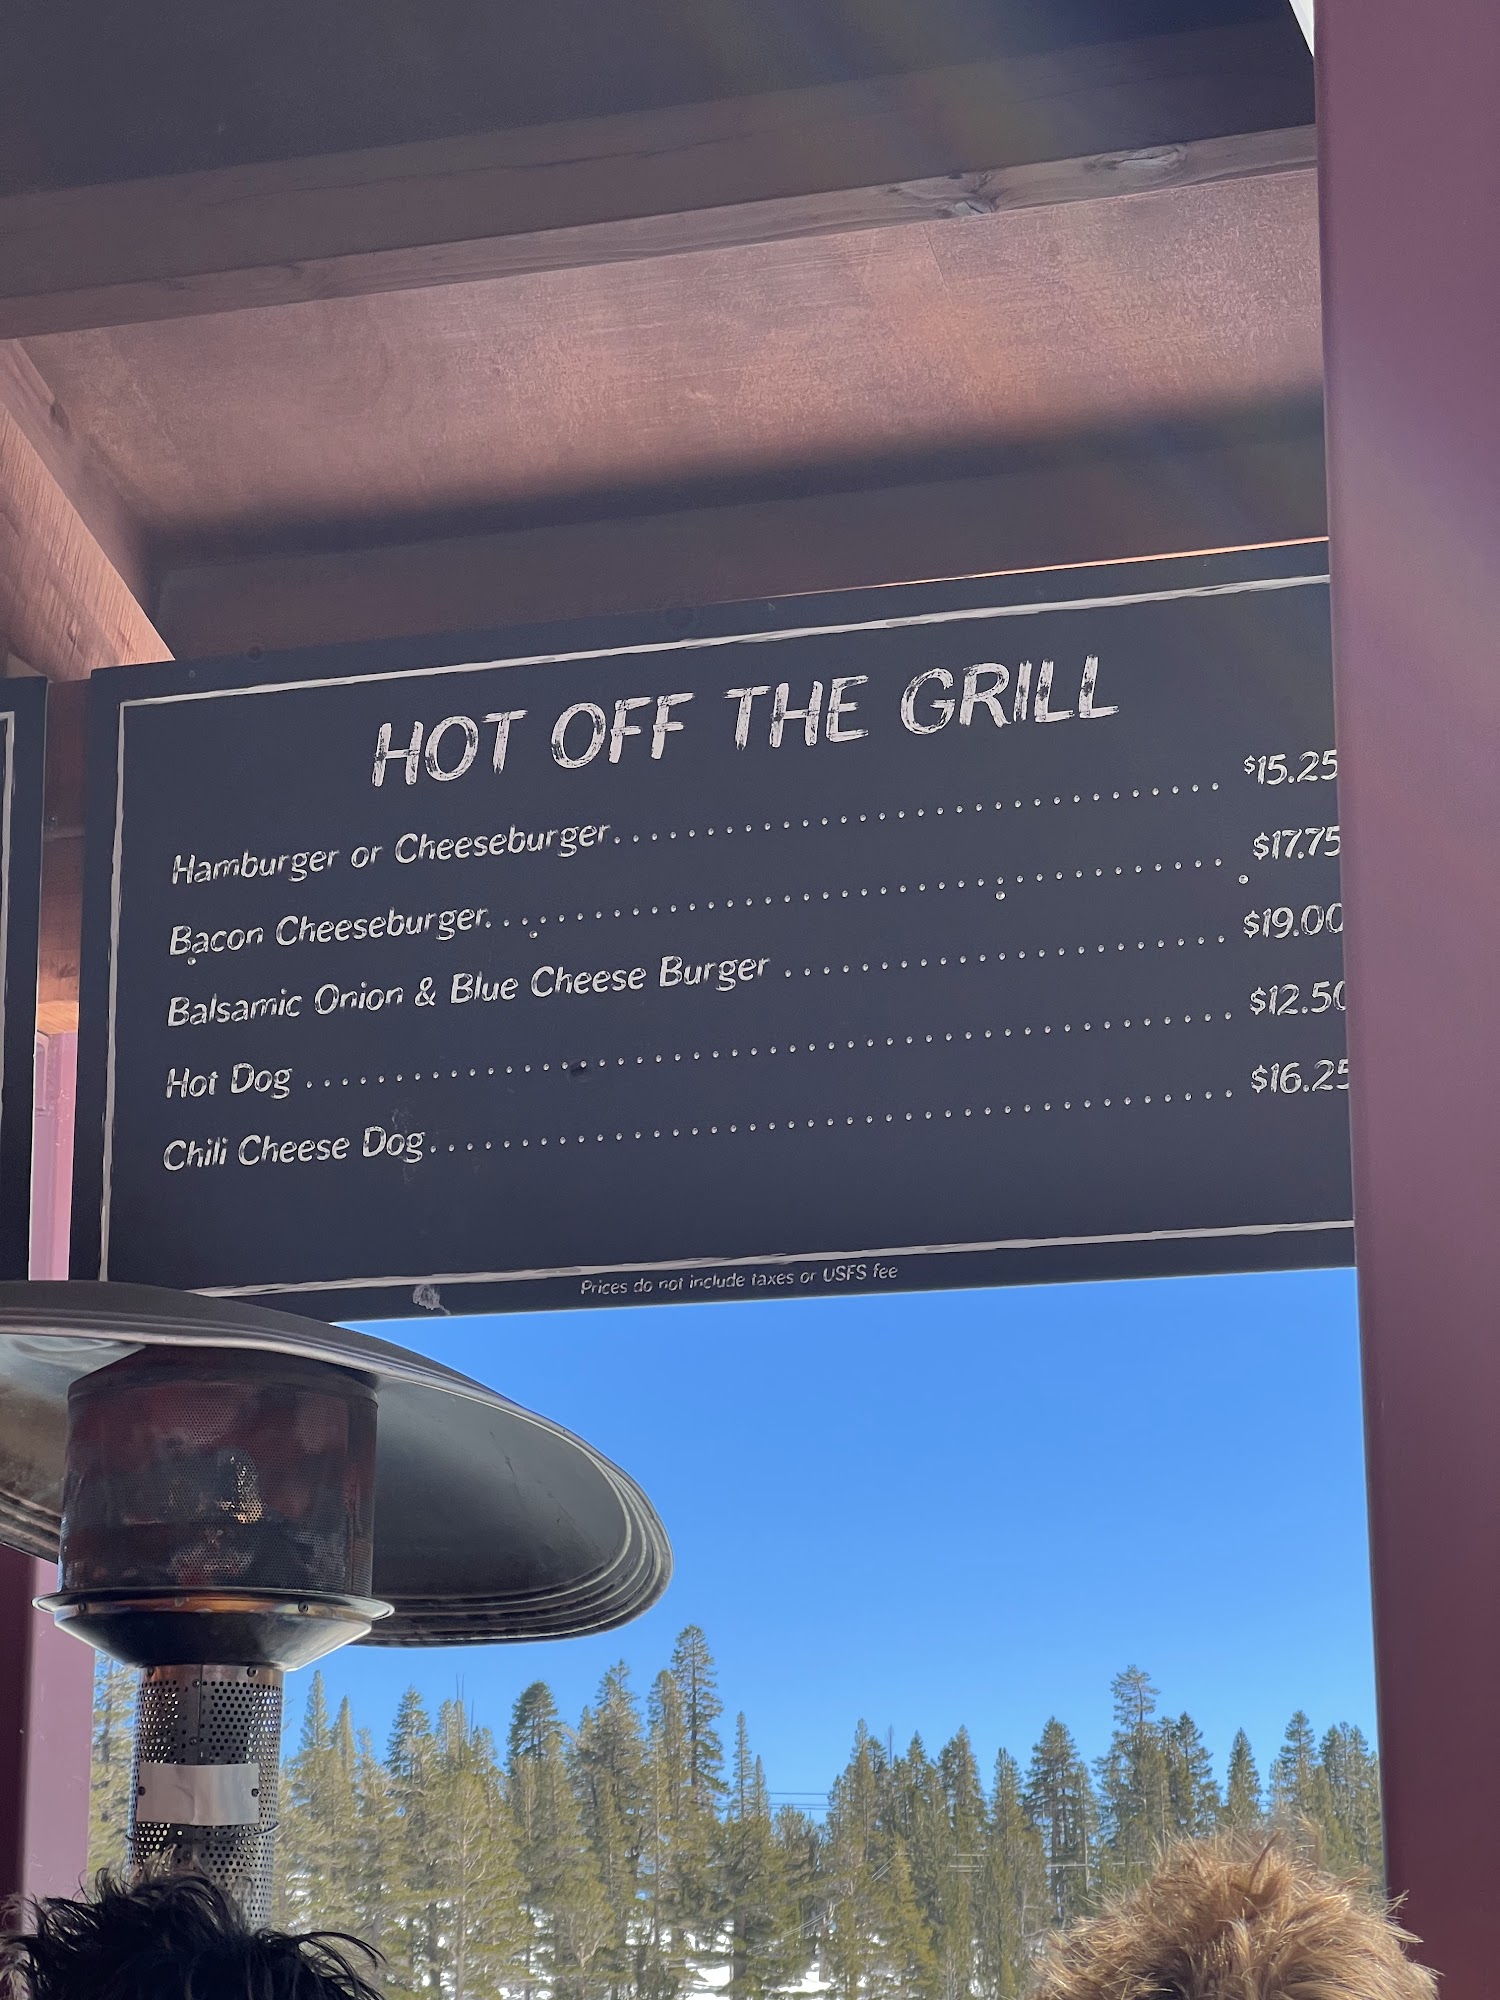 HOT OFF THE GRILL
Hamburger or Cheeseburger. . . . . . . . . . . . . . . . . . . . . . . . . . . . . . . . $15.25
Bacon Cheeseburger. . . . . . . . . . . . . . . . . . . . . . . . . . . . . . . . . . . . . . . $17.75
Balsamic Onion & Blue Cheese Burger . . . . . . . . . . . . . . . . . . . . . . . . $19.00
Hot Dog . . . . . . . . . . . . . . . . . . . . . . . . . . . . . . . . . . . . . . . . . . . . . . . . . . $12.50
Chili Cheese Dog. . . . . . . . . . . . . . . . . . . . . . . . . . . . . . . . . . . . . . . . . . . $16.25
Prices do not include taxes or USFS fee